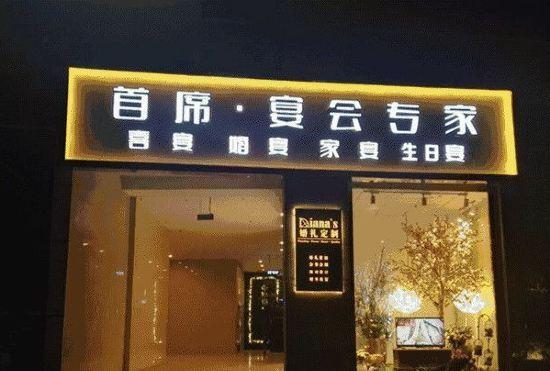 首席·宴会专家
喜宴 婚宴 家宴 生日宴
Dianna's
婚礼定制